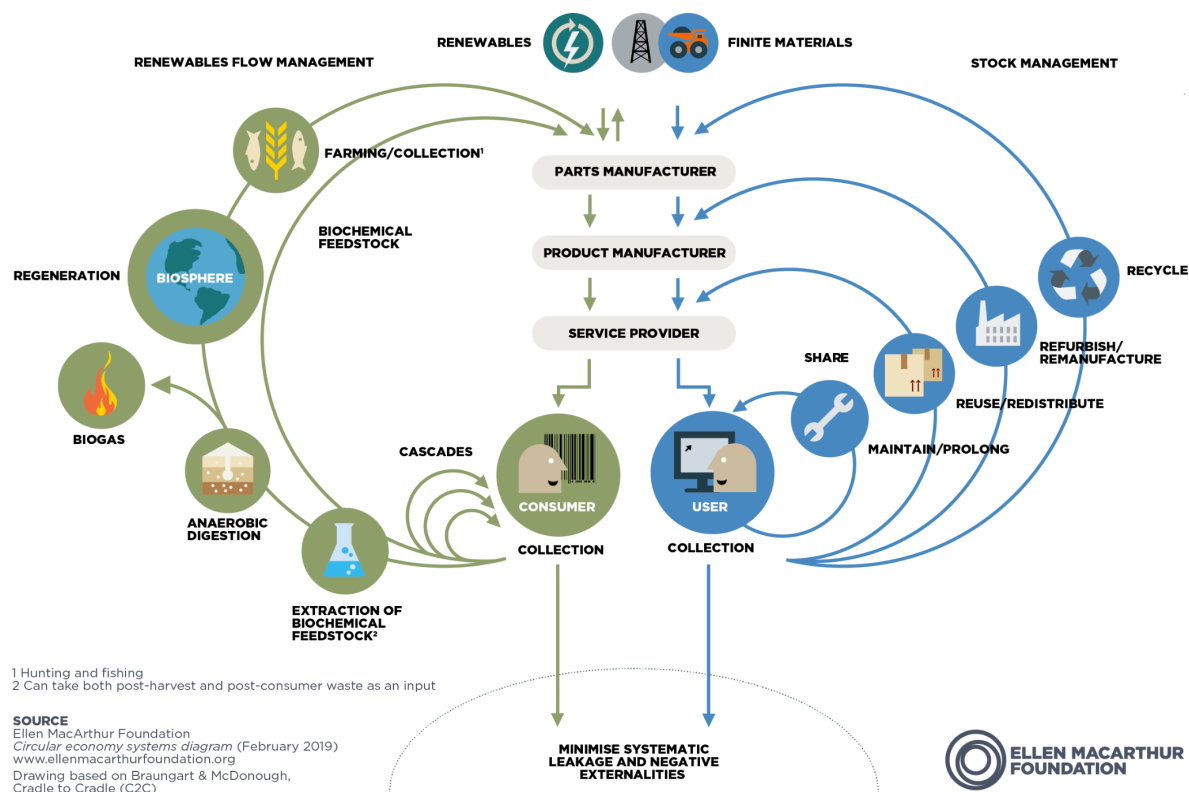 RENEWABLES
FINITE MATERIALS
RENEWABLES FLOW MANAGEMENT
STOCK MANAGEMENT
FARMING/COLLECTION¹
PARTS MANUFACTURER
BIOCHEMICAL
FEEDSTOCK
PRODUCT MANUFACTURER
REGENERATION
BIOSPHERE
RECYCLE
SERVICE PROVIDER
SHARE
REFURBISH/
REMANUFACTURE
REUSE/REDISTRIBUTE
BIOGAS
CASCADES
MAINTAIN/PROLONG
CONSUMER
USER
ANAEROBIC
DIGESTION
COLLECTION
COLLECTION
EXTRACTION OF
BIOCHEMICAL
FEEDSTOCK²
1 Hunting and fishing
2 Can take both post-harvest and post-consumer waste as an input
SOURCE
Ellen MacArthur Foundation
Circular economy systems diagram (February 2019)
www.ellenmacarthurfoundation.org
Drawing based on Braungart & McDonough,
Cradle to Cradle (C2C)
MINIMISE SYSTEMATIC
LEAKAGE AND NEGATIVE
EXTERNALITIES
ELLEN MACARTHUR
FOUNDATION